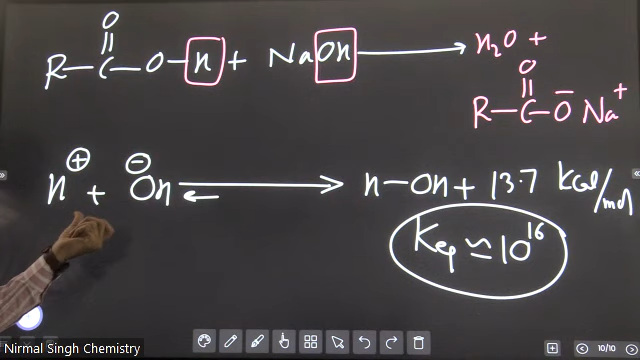 O
||
R—C—O—H + NaOH ⟶ H₂O +
O
||
R—C—O⁻ Na⁺
H⊕ + ⊖OH ⇌ H—OH + 13.7 kCal/mol
Keq ≃ 10¹⁶
10/10
Nirmal Singh Chemistry